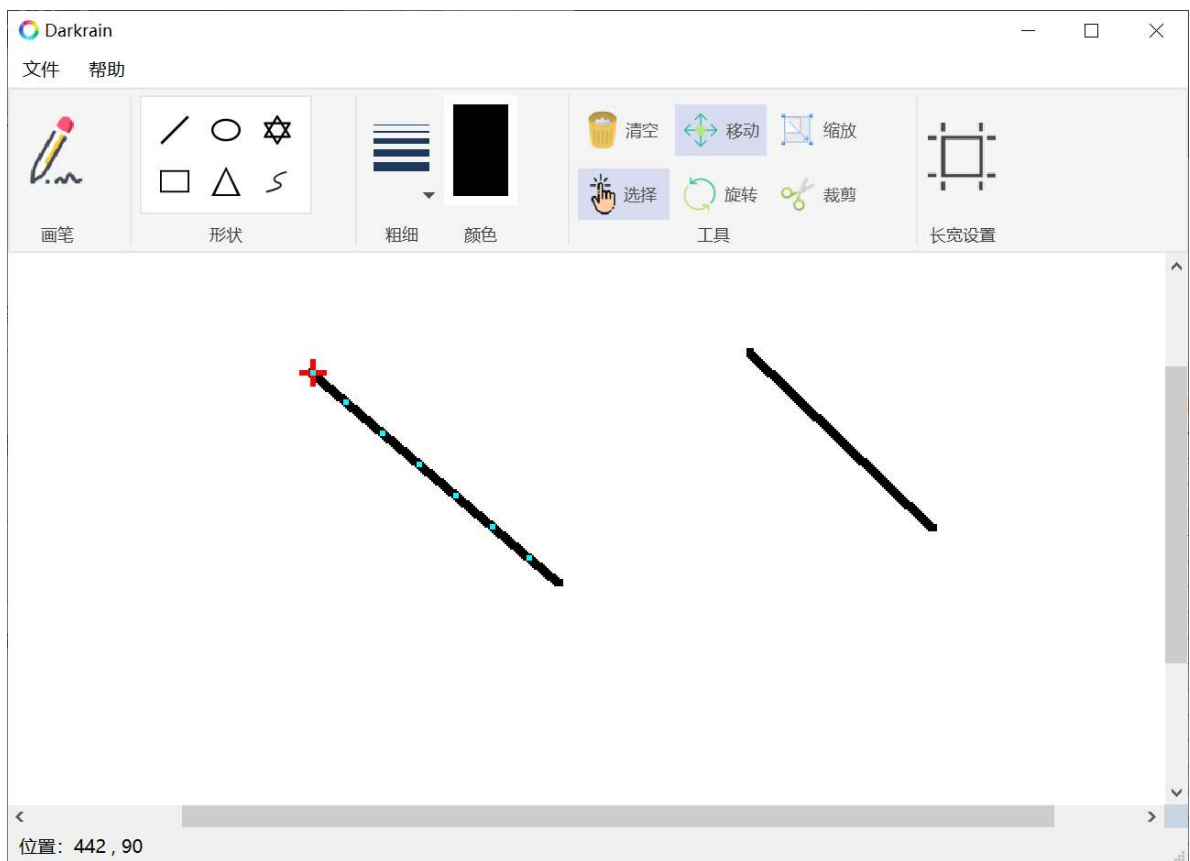 Darkrain
文件 帮助
清空 移动 缩放
选择 旋转 裁剪
画笔 形状 粗细 颜色 工具 长宽设置
位置：442 , 90